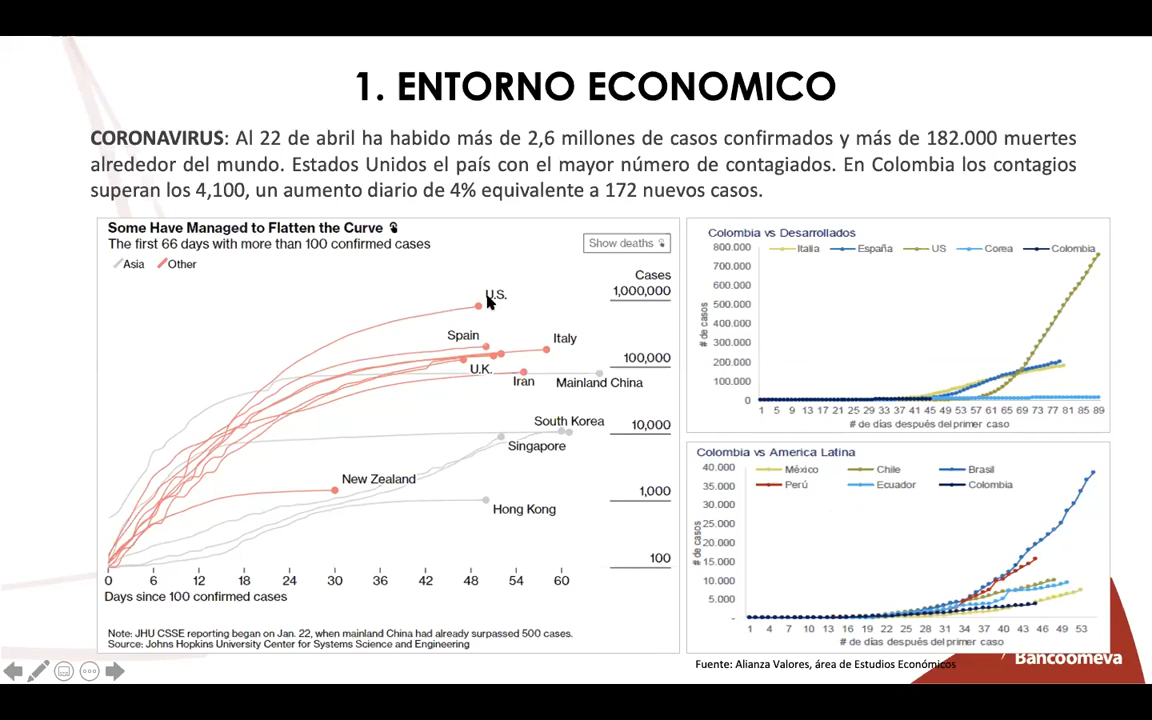 1. ENTORNO ECONOMICO
CORONAVIRUS: Al 22 de abril ha habido más de 2,6 millones de casos confirmados y más de 182.000 muertes
alrededor del mundo. Estados Unidos el país con el mayor número de contagiados. En Colombia los contagios
superan los 4,100, un aumento diario de 4% equivalente a 172 nuevos casos.
Some Have Managed to Flatten the Curve
The first 66 days with more than 100 confirmed cases
Show deaths
Asia Other
Cases
1,000,000
U.S.
Spain
Italy
100,000
U.K.
Iran
Mainland China
South Korea
10,000
Singapore
New Zealand
1,000
Hong Kong
100
0 6 12 18 24 30 36 42 48 54 60
Days since 100 confirmed cases
Note: JHU CSSE reporting began on Jan. 22, when mainland China had already surpassed 500 cases.
Source: Johns Hopkins University Center for Systems Science and Engineering
Colombia vs Desarrollados
Italia España US Corea Colombia
# de casos
800.000
700.000
600.000
500.000
400.000
300.000
200.000
100.000
0
1 5 9 13 17 21 25 29 33 37 41 45 49 53 57 61 65 69 73 77 81 85 89
# de días después del primer caso
Colombia vs America Latina
México Chile Brasil
Perú Ecuador Colombia
# de casos
40.000
35.000
30.000
25.000
20.000
15.000
10.000
5.000
-
1 4 7 10 13 16 19 22 25 28 31 34 37 40 43 46 49 53
# de días después del primer caso
Fuente: Alianza Valores, área de Estudios Económicos
Bancoomeva